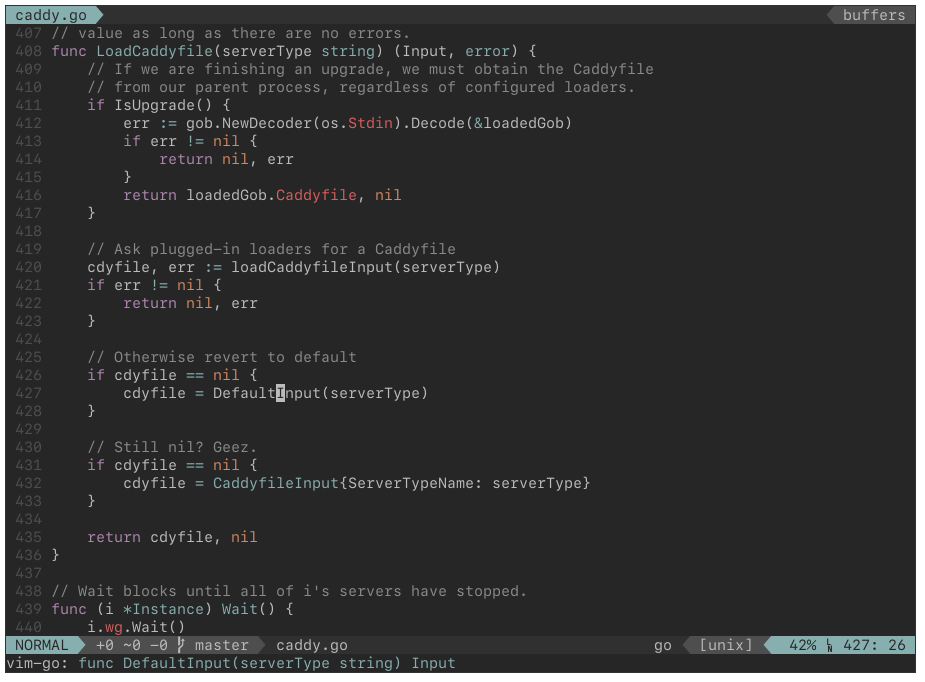 caddy.go buffers
407 // value as long as there are no errors.
408 func LoadCaddyfile(serverType string) (Input, error) {
409     // If we are finishing an upgrade, we must obtain the Caddyfile
410     // from our parent process, regardless of configured loaders.
411     if IsUpgrade() {
412         err := gob.NewDecoder(os.Stdin).Decode(&loadedGob)
413         if err != nil {
414             return nil, err
415         }
416         return loadedGob.Caddyfile, nil
417     }
418
419     // Ask plugged-in loaders for a Caddyfile
420     cdyfile, err := loadCaddyfileInput(serverType)
421     if err != nil {
422         return nil, err
423     }
424
425     // Otherwise revert to default
426     if cdyfile == nil {
427         cdyfile = DefaultInput(serverType)
428     }
429
430     // Still nil? Geez.
431     if cdyfile == nil {
432         cdyfile = CaddyfileInput{ServerTypeName: serverType}
433     }
434
435     return cdyfile, nil
436 }
437
438 // Wait blocks until all of i's servers have stopped.
439 func (i *Instance) Wait() {
440     i.wg.Wait()
NORMAL +0 ~0 -0 master caddy.go go [unix] 42% 427: 26
vim-go: func DefaultInput(serverType string) Input